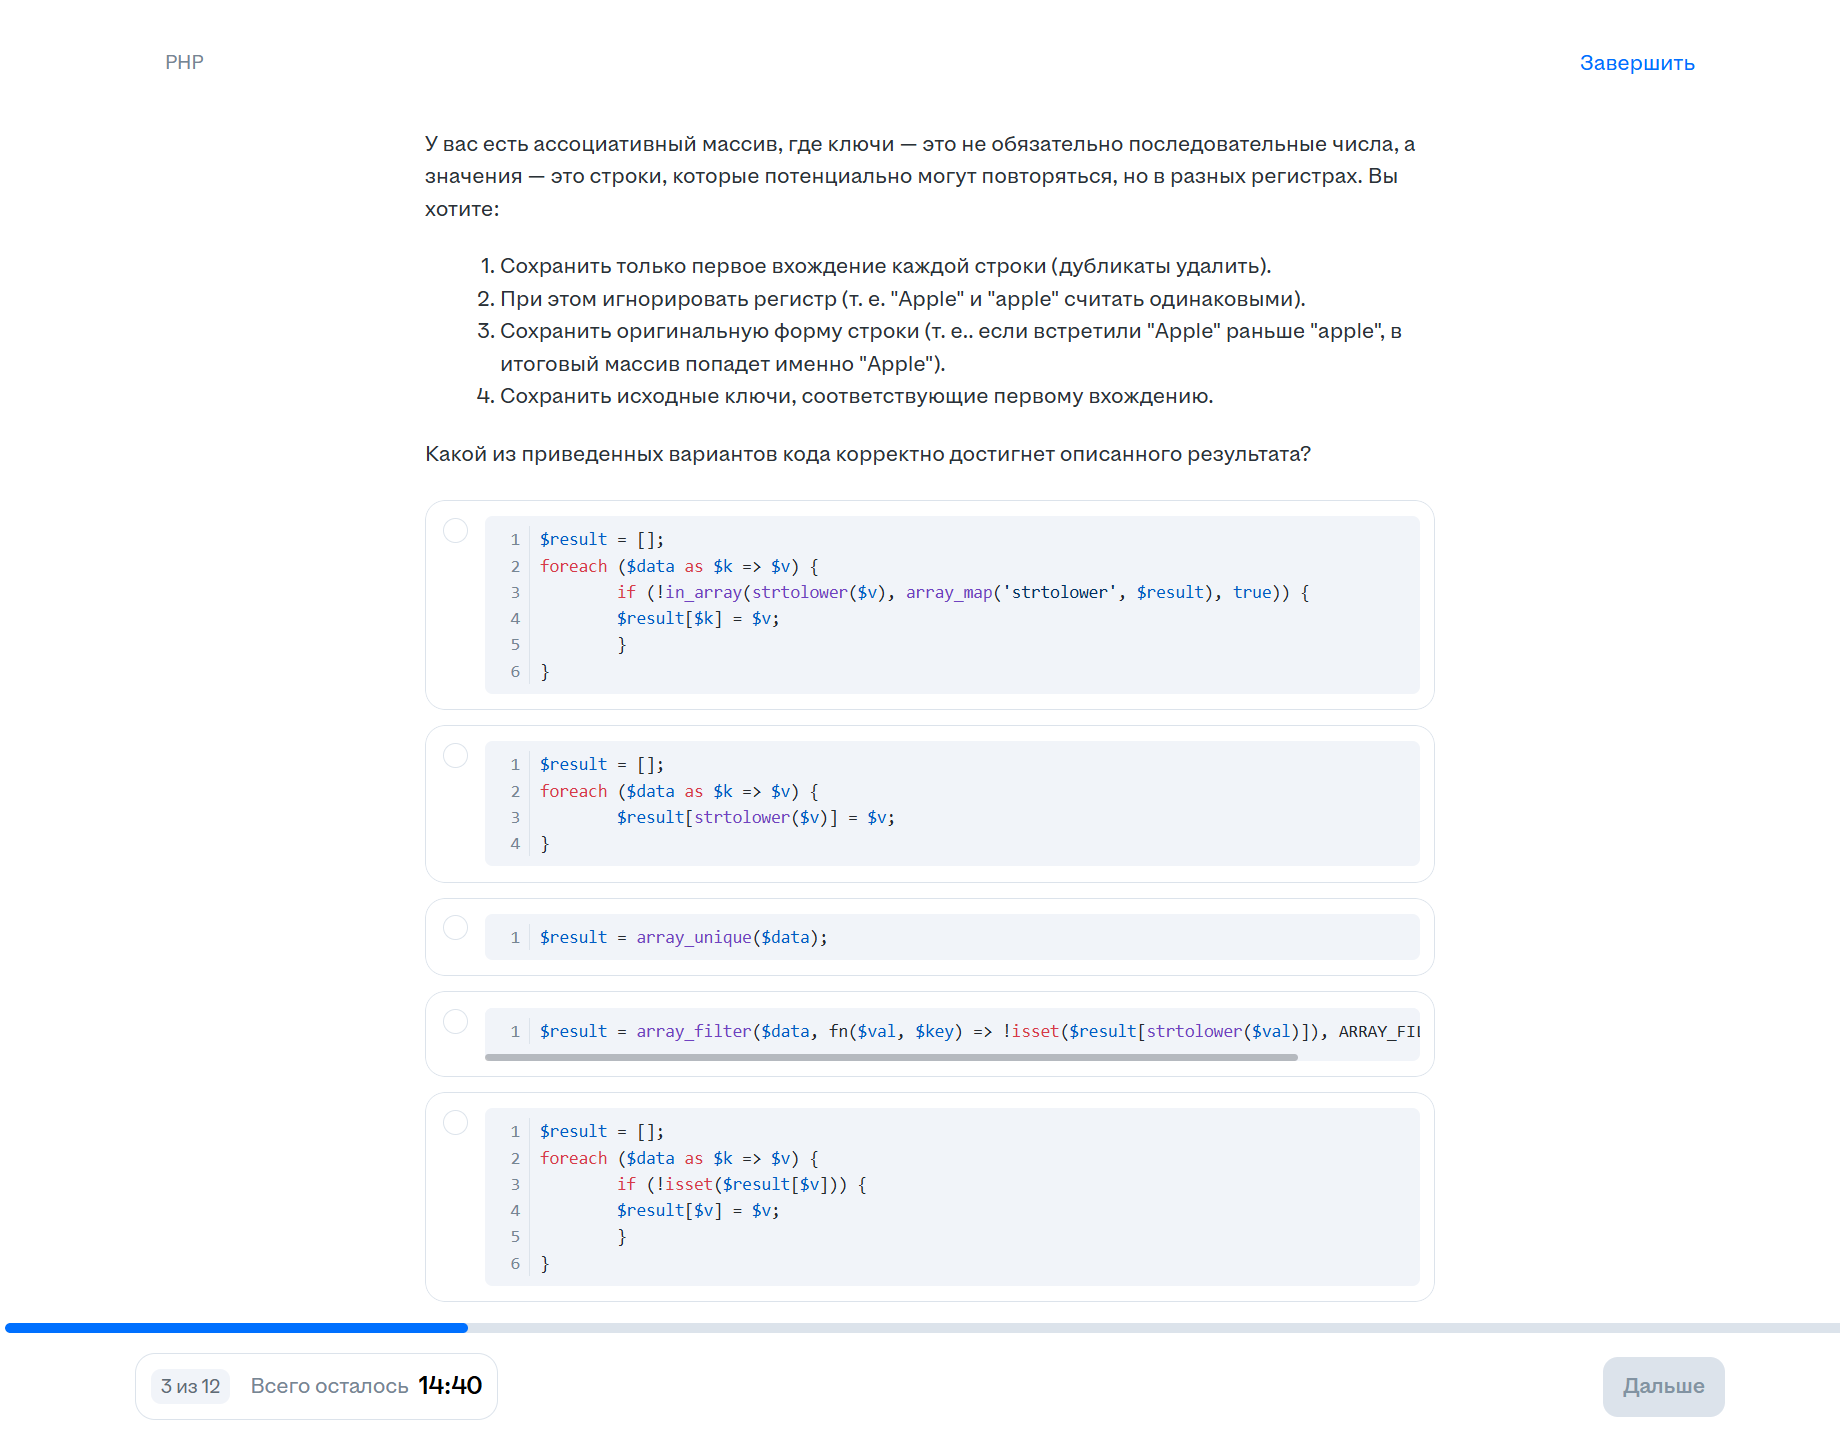 PHP
Завершить
У вас есть ассоциативный массив, где ключи — это не обязательно последовательные числа, а
значения — это строки, которые потенциально могут повторяться, но в разных регистрах. Вы
хотите:
1. Сохранить только первое вхождение каждой строки (дубликаты удалить).
2. При этом игнорировать регистр (т. е. "Apple" и "apple" считать одинаковыми).
3. Сохранить оригинальную форму строки (т. е.. если встретили "Apple" раньше "apple", в
итоговый массив попадет именно "Apple").
4. Сохранить исходные ключи, соответствующие первому вхождению.
Какой из приведенных вариантов кода корректно достигнет описанного результата?
1 $result = [];
2 foreach ($data as $k => $v) {
3         if (!in_array(strtolower($v), array_map('strtolower', $result), true)) {
4         $result[$k] = $v;
5         }
6 }
1 $result = [];
2 foreach ($data as $k => $v) {
3         $result[strtolower($v)] = $v;
4 }
1 $result = array_unique($data);
1 $result = array_filter($data, fn($val, $key) => !isset($result[strtolower($val)]), ARRAY_FIL
1 $result = [];
2 foreach ($data as $k => $v) {
3         if (!isset($result[$v])) {
4         $result[$v] = $v;
5         }
6 }
3 из 12 Всего осталось 14:40
Дальше